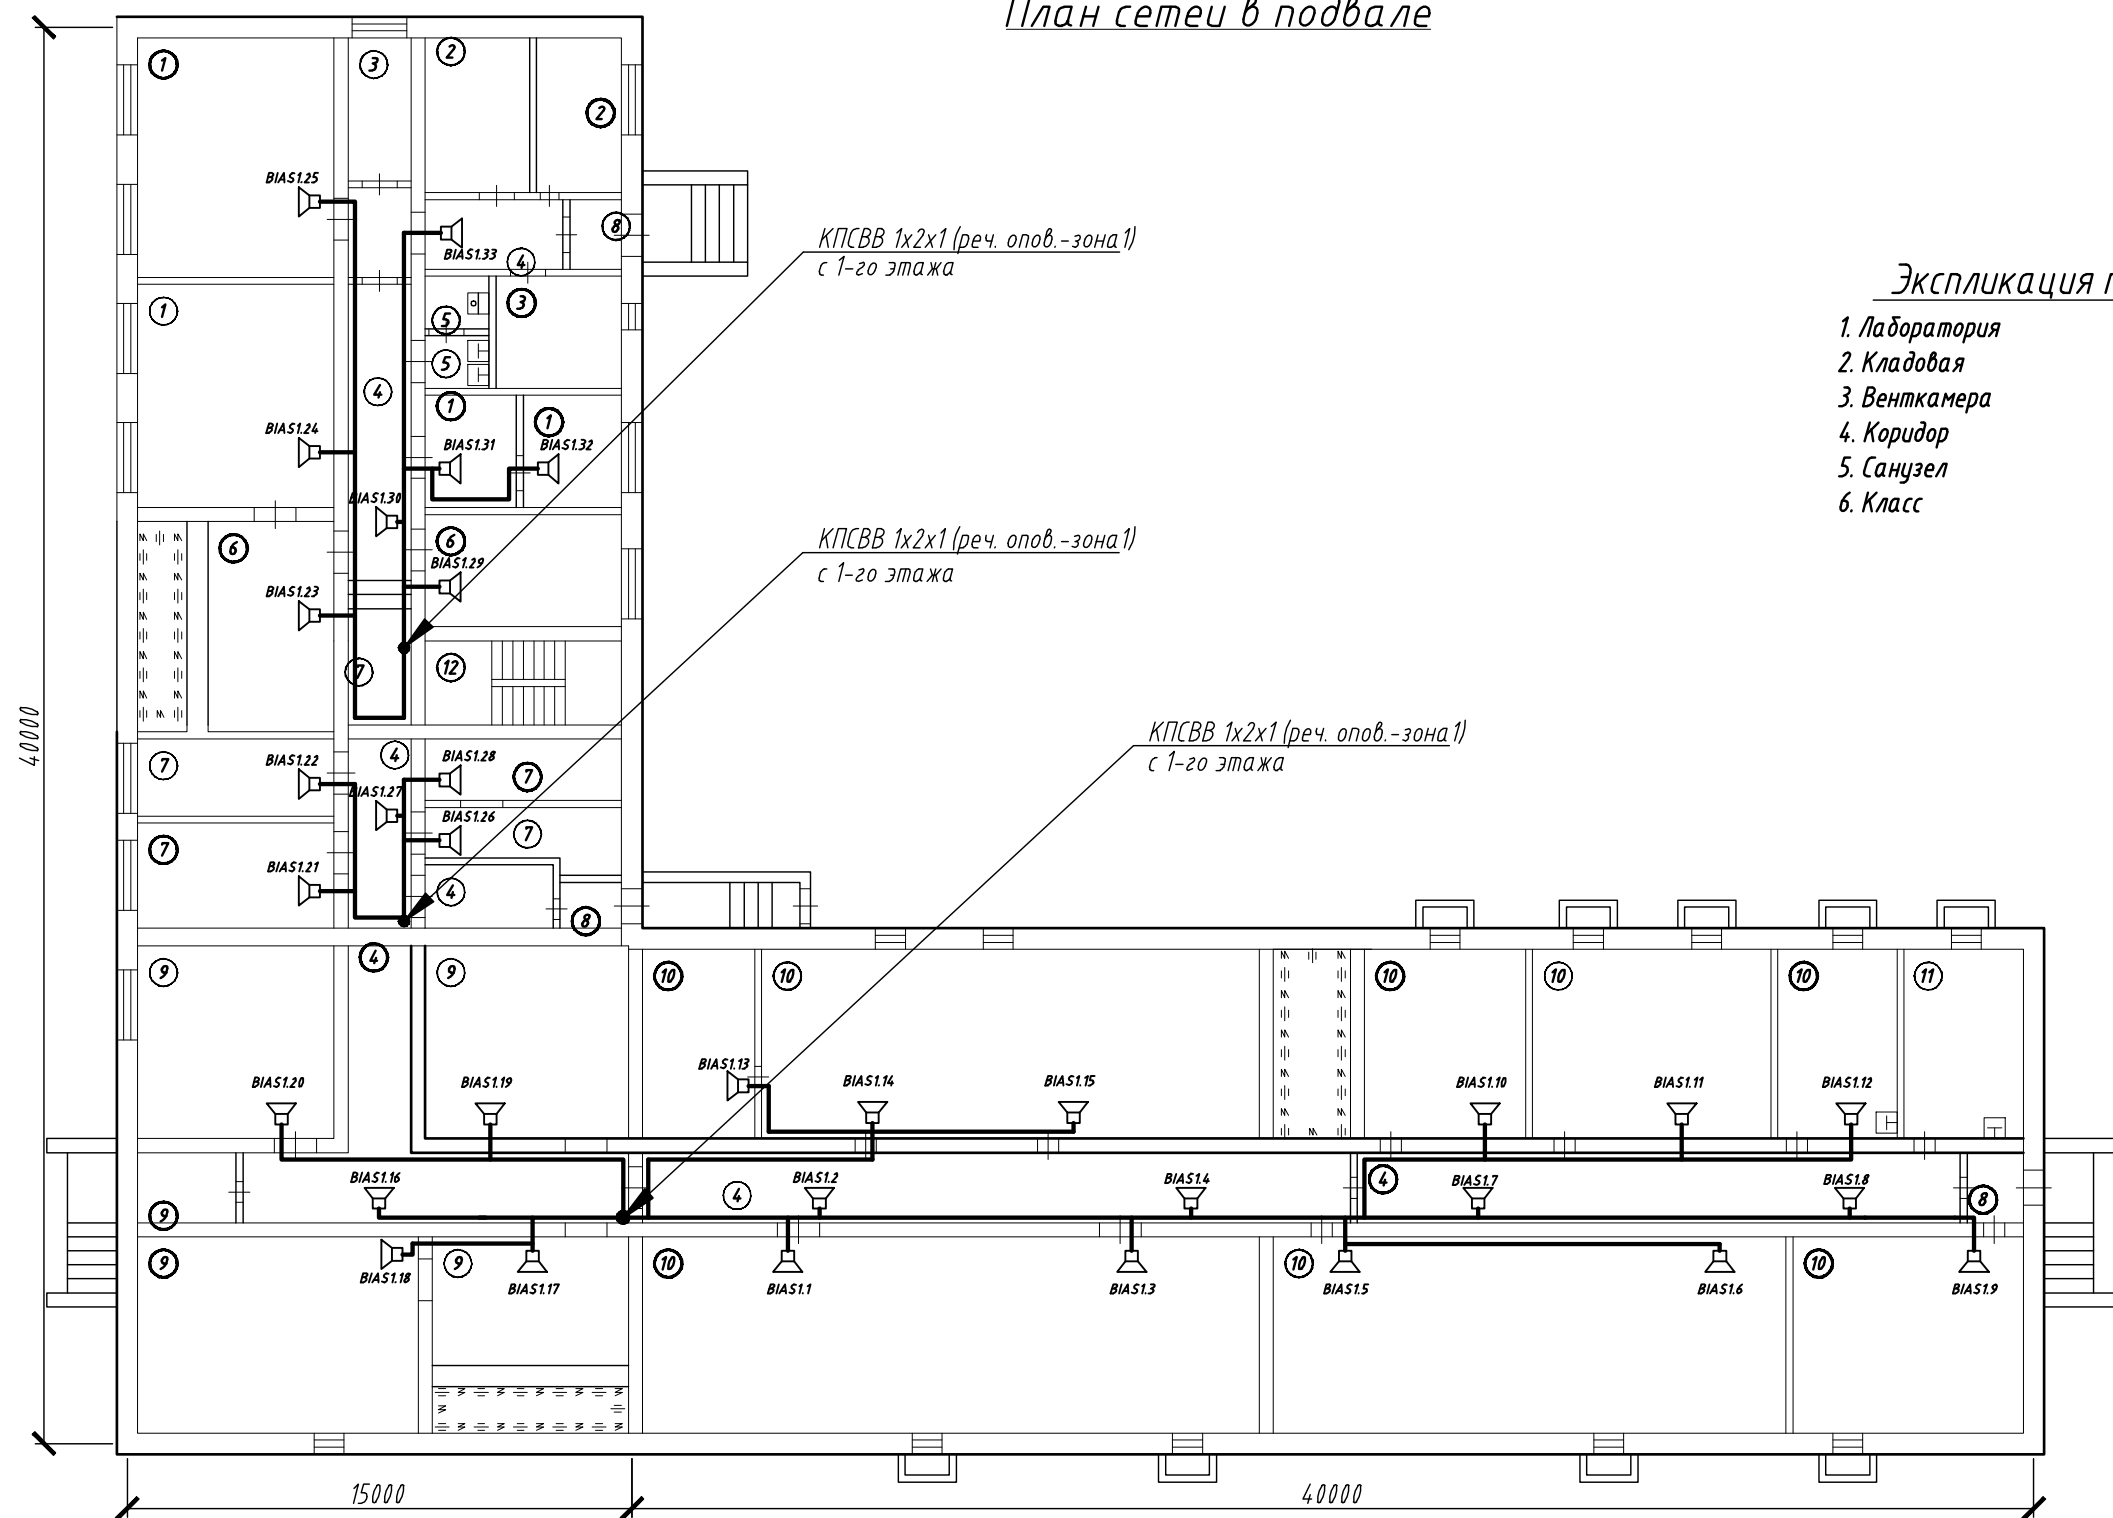 План сетей в подвале
1
3
2
2
BIAS1.25
8
BIAS1.33
4
КПСВВ 1х2х1 (реч. опов.-зона1)
с 1-го этажа
Экспликация
1. Лаборатория
2. Кладовая
3. Венткамера
4. Коридор
5. Санузел
6. Класс
1
5
3
5
4
1
1
BIAS1.24
BIAS1.31
BIAS1.32
BIAS1.30
6
6
BIAS1.29
BIAS1.23
КПСВВ 1х2х1 (реч. опов.-зона1)
с 1-го этажа
7
12
40000
КПСВВ 1х2х1 (реч. опов.-зона1)
с 1-го этажа
7
BIAS1.22
4
BIAS1.28
7
BIAS1.27
BIAS1.26
7
7
BIAS1.21
4
8
9
4
9
10
10
10
10
10
11
BIAS1.20
BIAS1.19
BIAS1.13
BIAS1.14
BIAS1.15
BIAS1.10
BIAS1.11
BIAS1.12
BIAS1.16
4
BIAS1.2
BIAS1.4
4
BIAS1.7
BIAS1.8
8
9
9
BIAS1.18
9
BIAS1.17
10
BIAS1.1
BIAS1.3
10
BIAS1.5
BIAS1.6
10
BIAS1.9
15000
40000